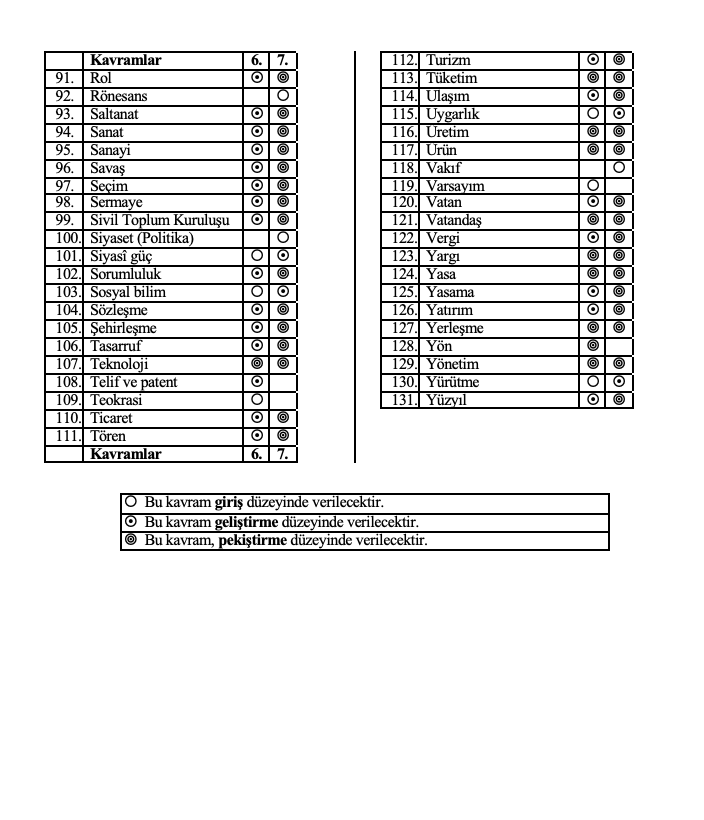 Kavramlar 6. 7.
91. Rol ⊙ ◎
92. Rönesans ○
93. Saltanat ⊙ ◎
94. Sanat ⊙ ◎
95. Sanayi ⊙ ◎
96. Savaş ⊙ ◎
97. Seçim ⊙ ◎
98. Sermaye ⊙ ◎
99. Sivil Toplum Kuruluşu ⊙ ◎
100. Siyaset (Politika) ○
101. Siyasî güç ○ ⊙
102. Sorumluluk ⊙ ◎
103. Sosyal bilim ○ ⊙
104. Sözleşme ⊙ ◎
105. Şehirleşme ⊙ ◎
106. Tasarruf ⊙ ◎
107. Teknoloji ◎ ◎
108. Telif ve patent ⊙
109. Teokrasi ○
110. Ticaret ⊙ ◎
111. Tören ⊙ ◎
Kavramlar 6. 7.
112. Turizm ⊙ ◎
113. Tüketim ◎ ◎
114. Ulaşım ⊙ ◎
115. Uygarlık ○ ⊙
116. Üretim ◎ ◎
117. Ürün ◎ ◎
118. Vakıf ○
119. Varsayım ○
120. Vatan ⊙ ◎
121. Vatandaş ◎ ◎
122. Vergi ⊙ ◎
123. Yargı ◎ ◎
124. Yasa ◎ ◎
125. Yasama ⊙ ◎
126. Yatırım ⊙ ◎
127. Yerleşme ◎ ◎
128. Yön ◎
129. Yönetim ◎ ◎
130. Yürütme ○ ⊙
131. Yüzyıl ⊙ ◎
○ Bu kavram giriş düzeyinde verilecektir.
⊙ Bu kavram geliştirme düzeyinde verilecektir.
◎ Bu kavram, pekiştirme düzeyinde verilecektir.